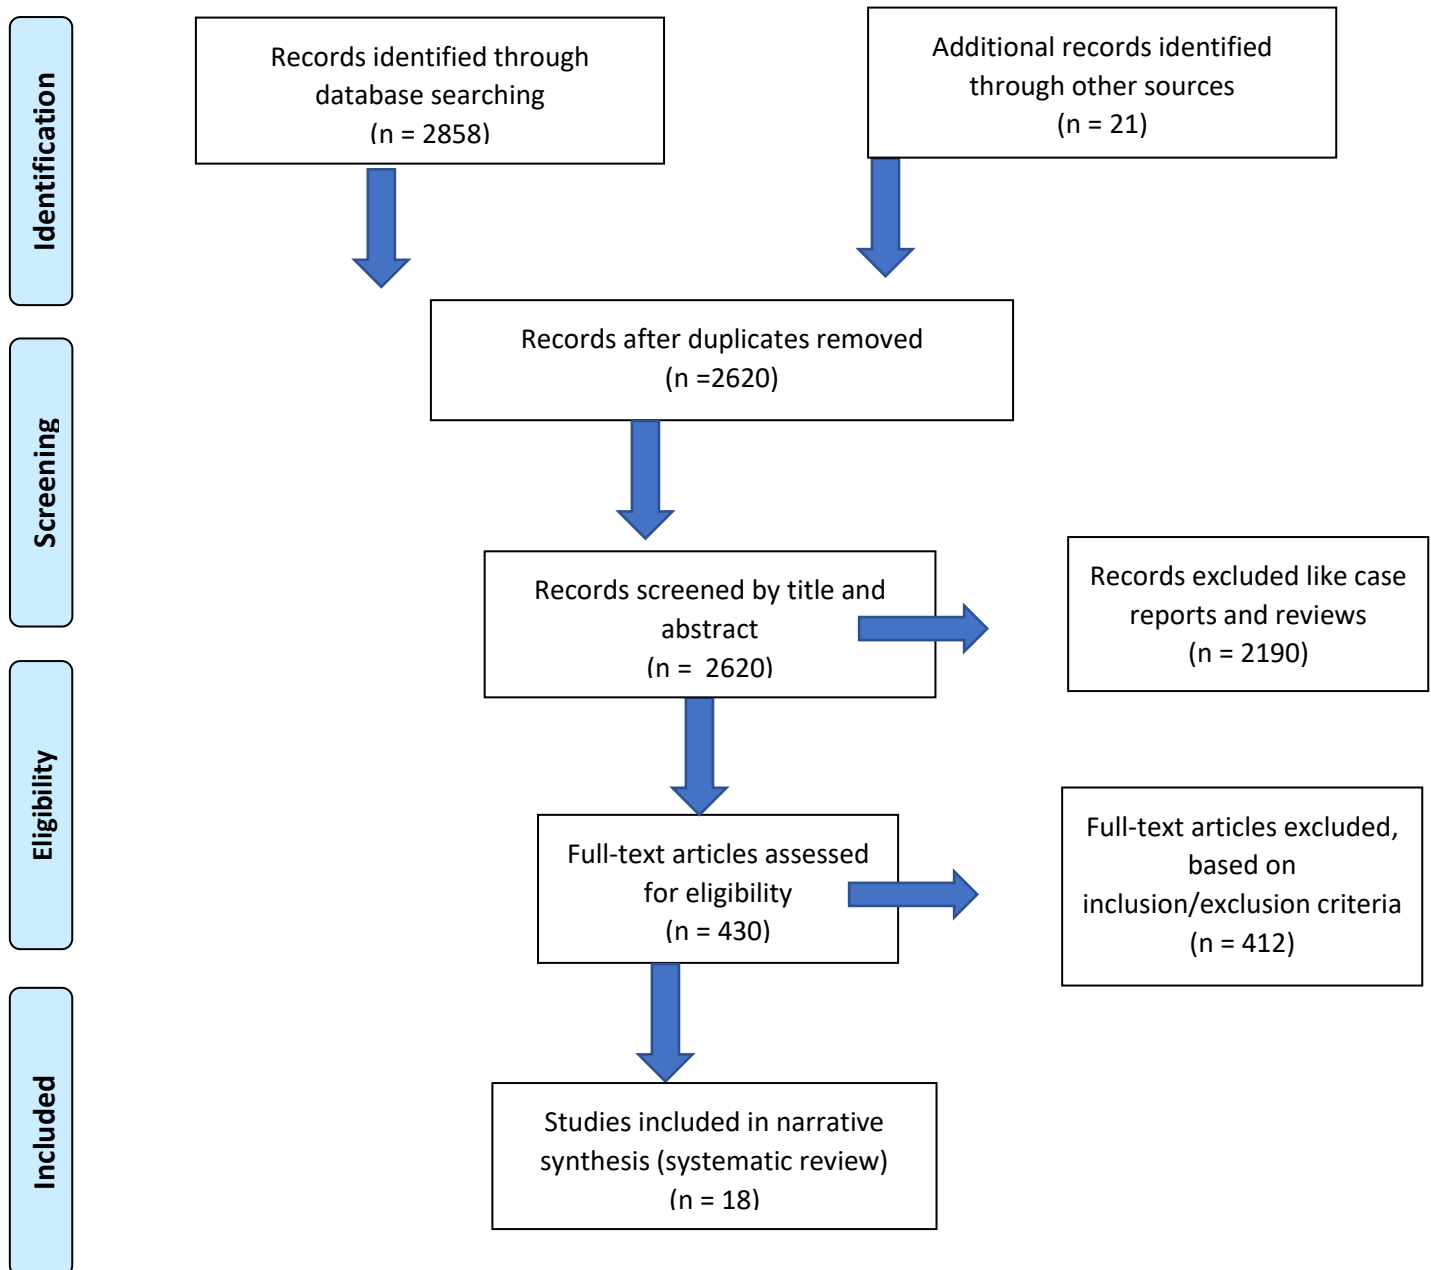 Identification
Records identified through
database searching
(n = 2858)
Additional records identified
through other sources
(n = 21)
Records after duplicates removed
(n =2620)
Screening
Records screened by title and
abstract
(n =  2620)
Records excluded like case
reports and reviews
(n = 2190)
Eligibility
Full-text articles assessed
for eligibility
(n = 430)
Full-text articles excluded,
based on
inclusion/exclusion criteria
(n = 412)
Included
Studies included in narrative
synthesis (systematic review)
(n = 18)